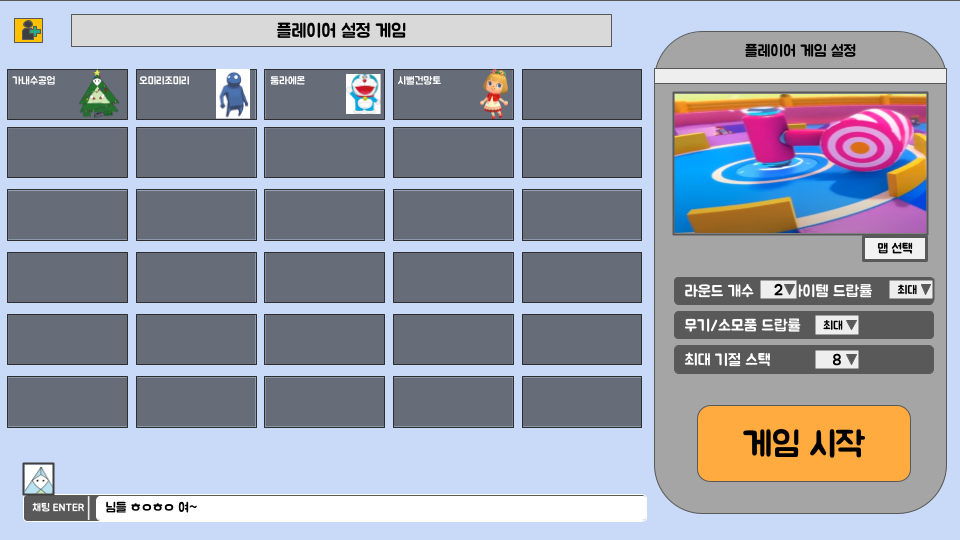 플레이어 설정 게임
가내수공업
오미리조미리
동라에몬
시뻘건망토
플레이어 게임 설정
맵 선택
라운드 개수 2 아이템 드랍률 최대
무기/소모품 드랍률 최대
최대 기절 스택 8
게임 시작
채팅 ENTER 님들 ㅎㅇㅎㅇ 여~